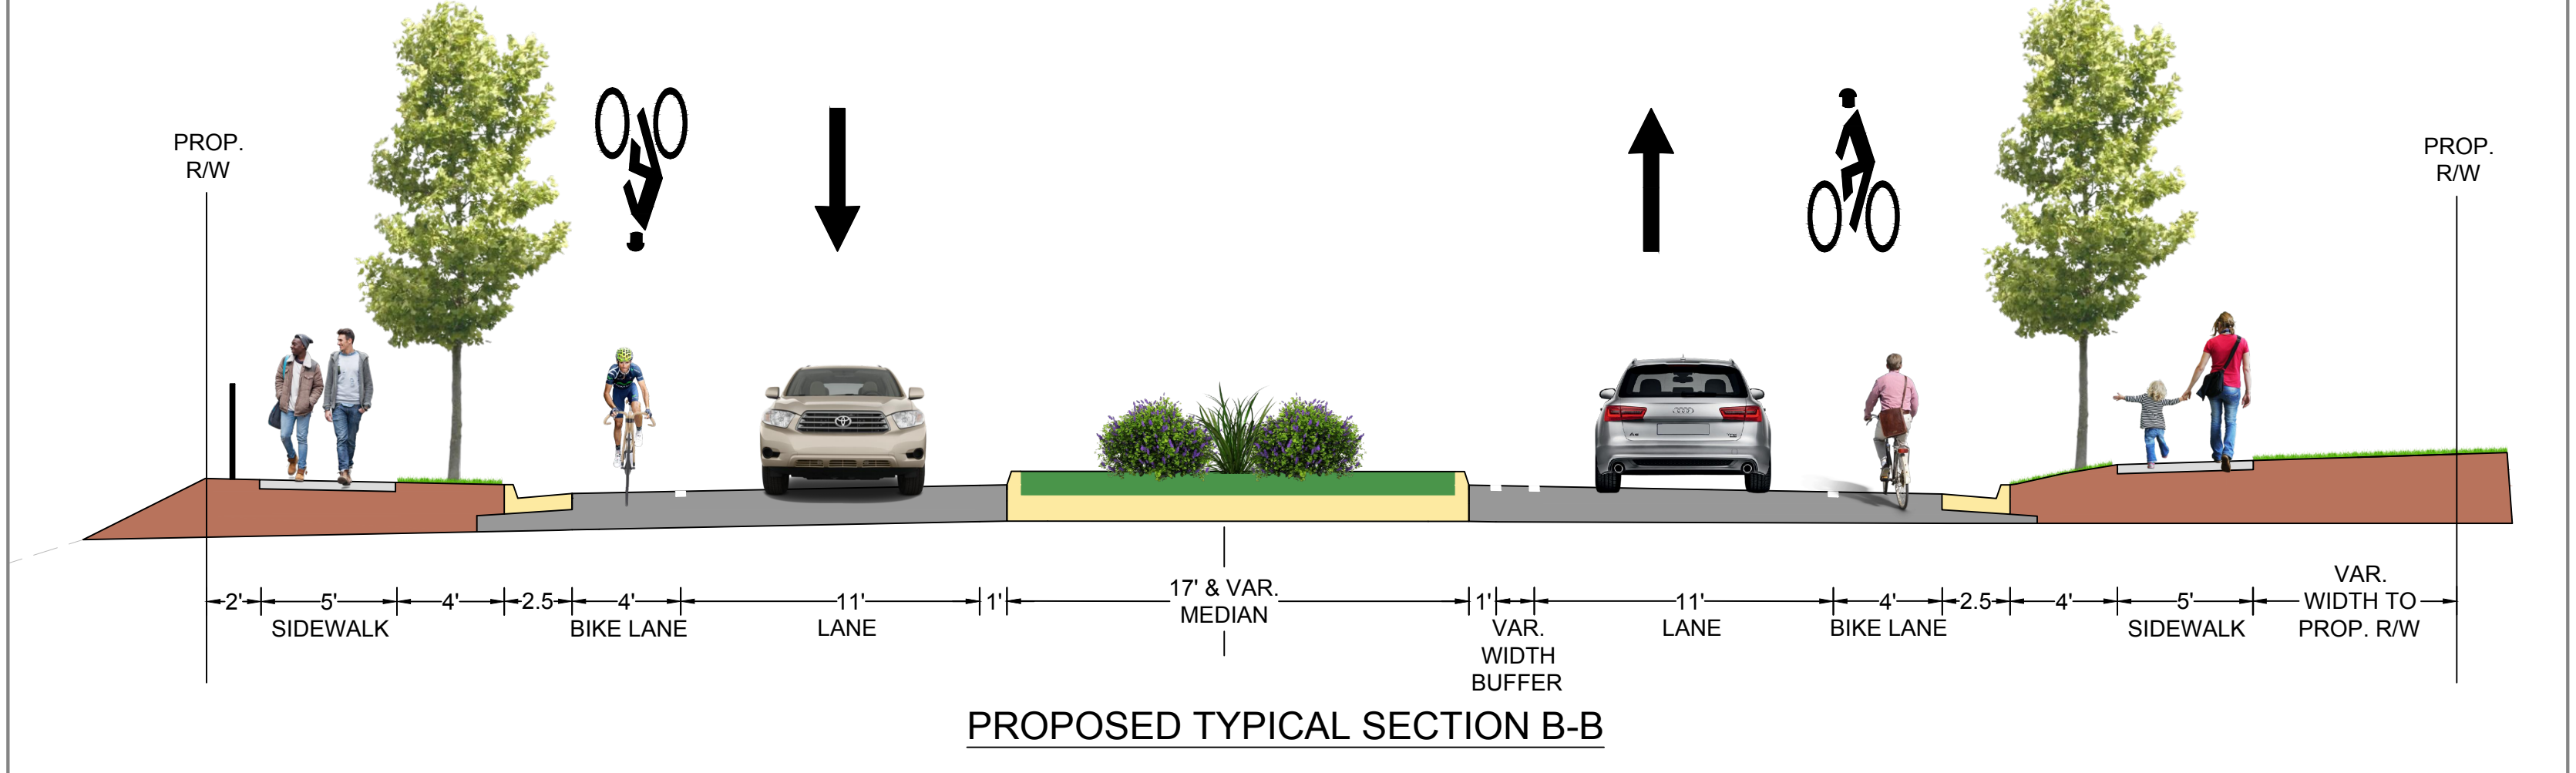 PROP.
R/W
PROP.
R/W
2'
5'
4'
2.5
4'
11'
1'
17' & VAR.
MEDIAN
1'
11'
4'
2.5
4'
5'
VAR.
WIDTH TO
PROP. R/W
SIDEWALK
BIKE LANE
LANE
VAR.
WIDTH
BUFFER
LANE
BIKE LANE
SIDEWALK
PROPOSED TYPICAL SECTION B-B